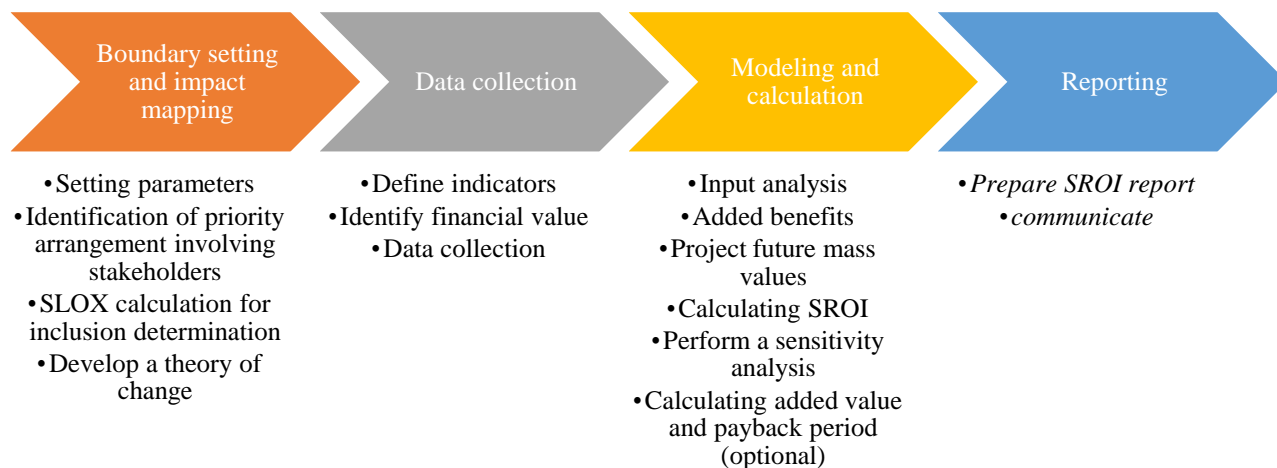 Boundary setting
and impact
mapping
Data collection
Modeling and
calculation
Reporting
•Setting parameters
•Identification of priority
arrangement involving
stakeholders
•SLOX calculation for
inclusion determination
•Develop a theory of
change
•Define indicators
•Identify financial value
•Data collection
•Input analysis
•Added benefits
•Project future mass
values
•Calculating SROI
•Perform a sensitivity
analysis
•Calculating added value
and payback period
(optional)
•Prepare SROI report
•communicate